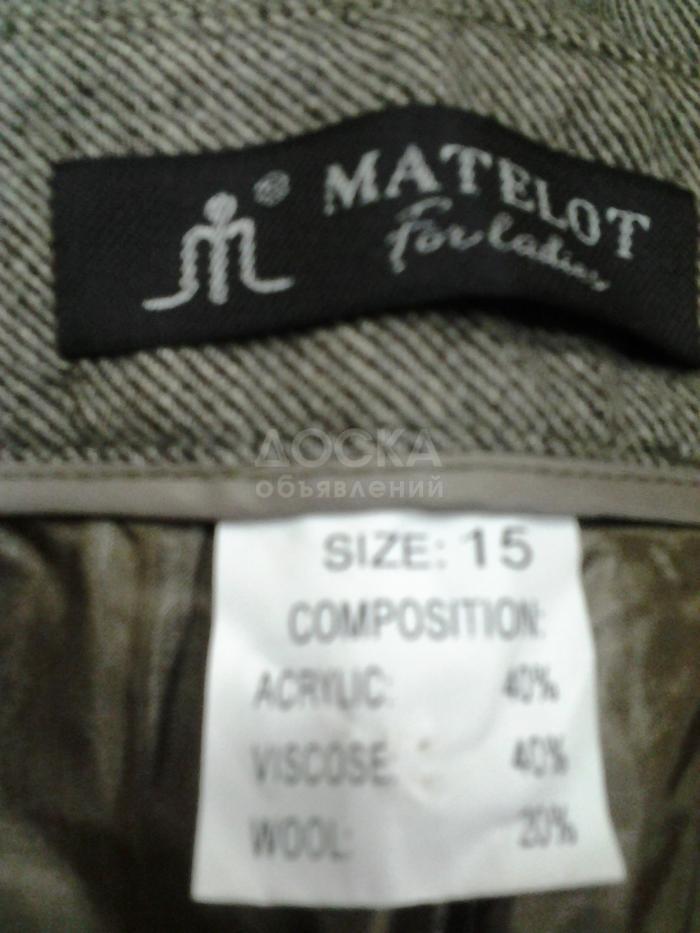 MATELOT
For ladies
ДОСКА
объявлений
SIZE: 15
COMPOSITION:
ACRYLIC: 40%
VISCOSE: 40%
WOOL: 20%